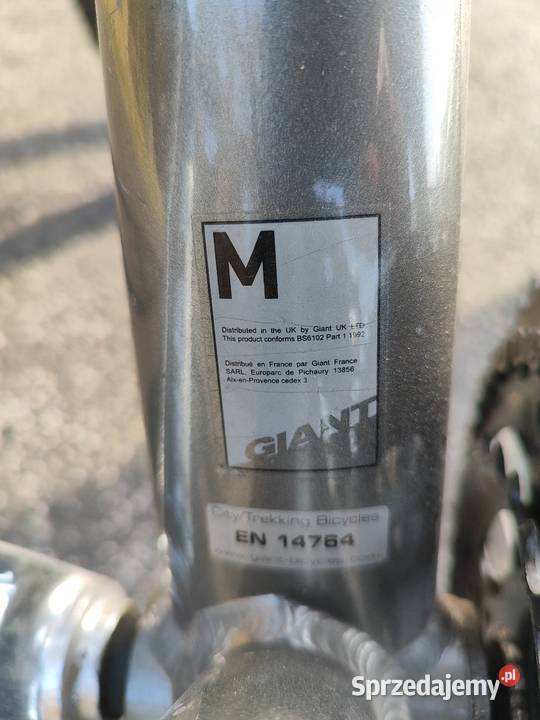 M
Distributed in the UK by Giant UK LTD
This product conforms BS6102 Part 1 1992
Distribué en France par Giant France
SARL, Europarc de Pichaury 13856
Aix-en-Provence cedex 3
GIANT
City/Trekking Bicycles
EN 14764
Sprzedajemy.pl